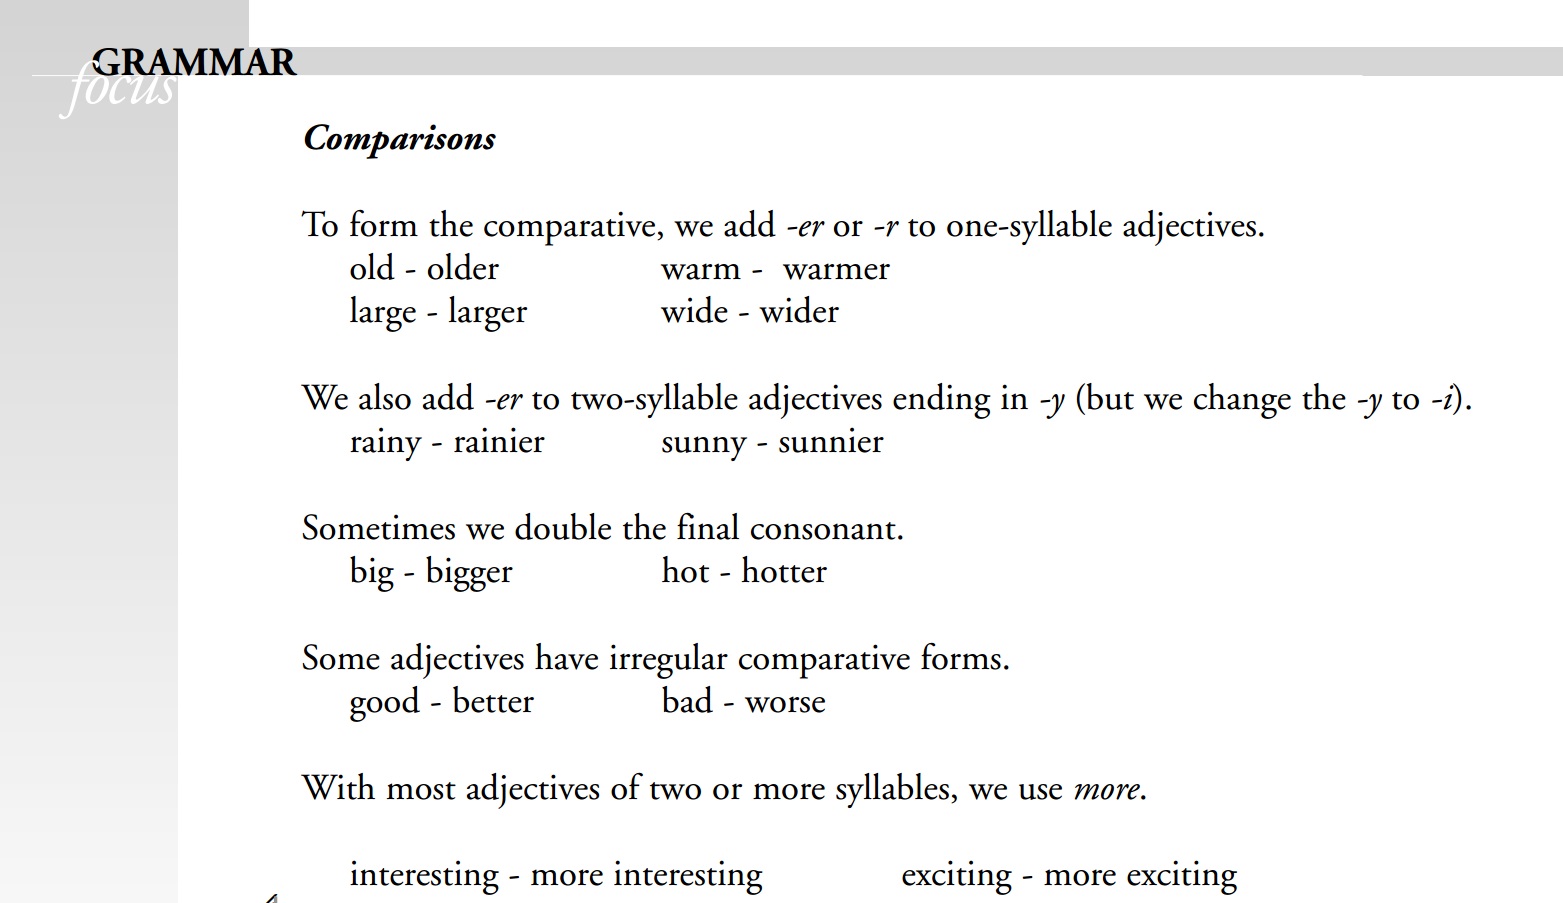 GRAMMAR
focus
Comparisons
To form the comparative, we add -er or -r to one-syllable adjectives.
old - older warm - warmer
large - larger wide - wider
We also add -er to two-syllable adjectives ending in -y (but we change the -y to -i).
rainy - rainier sunny - sunnier
Sometimes we double the final consonant.
big - bigger hot - hotter
Some adjectives have irregular comparative forms.
good - better bad - worse
With most adjectives of two or more syllables, we use more.
interesting - more interesting exciting - more exciting